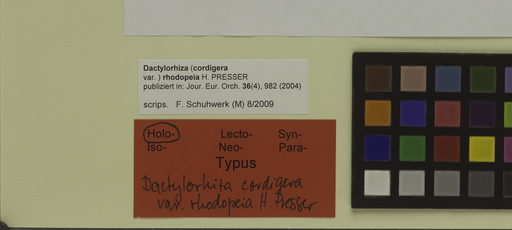 Dactylorhiza (cordigera
var. ) rhodopeia H. PRESSER
publiziert in: Jour. Eur. Orch. 36(4), 982 (2004)
scrips. F. Schuhwerk (M) 8/2009
Holo- Lecto- Syn-
Iso- Neo- Para-
Typus
Dactylorhiza cordigera
var. rhodopeia H. Presser